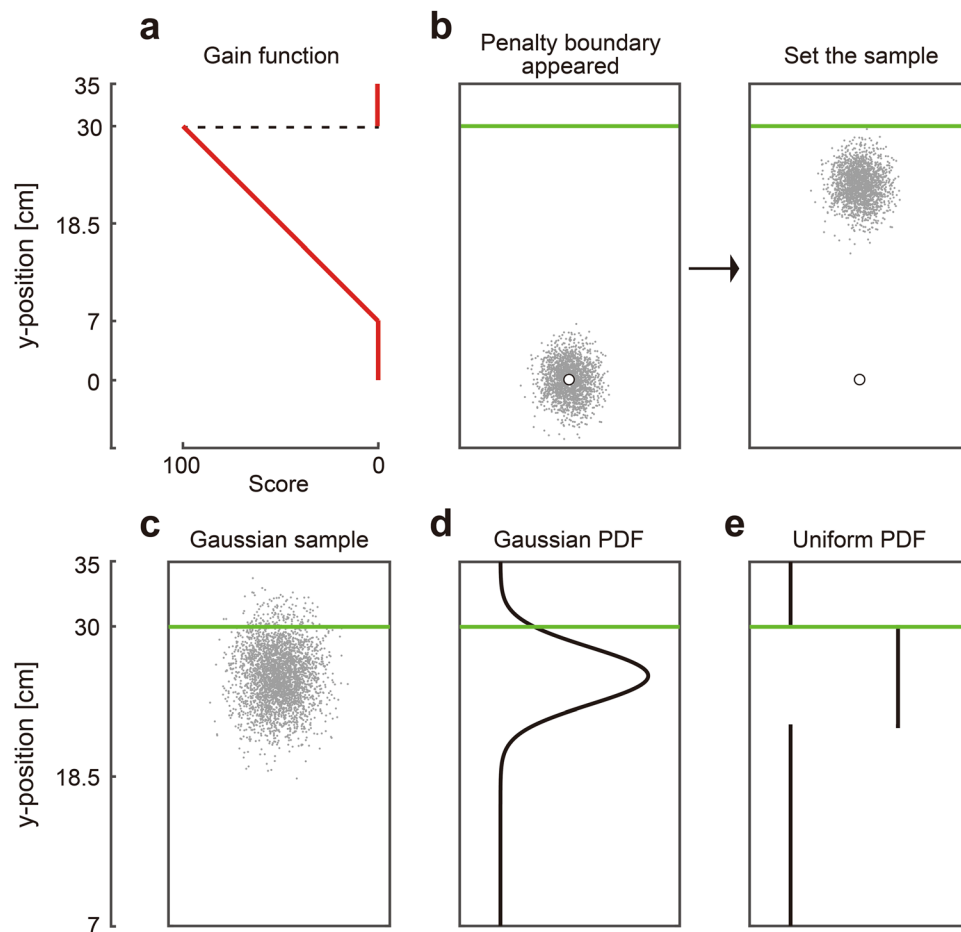 a
Gain function
b
Penalty boundary
appeared
Set the sample
35
30
18.5
7
0
y-position [cm]
100
0
Score
c
Gaussian sample
d
Gaussian PDF
e
Uniform PDF
35
30
18.5
7
y-position [cm]